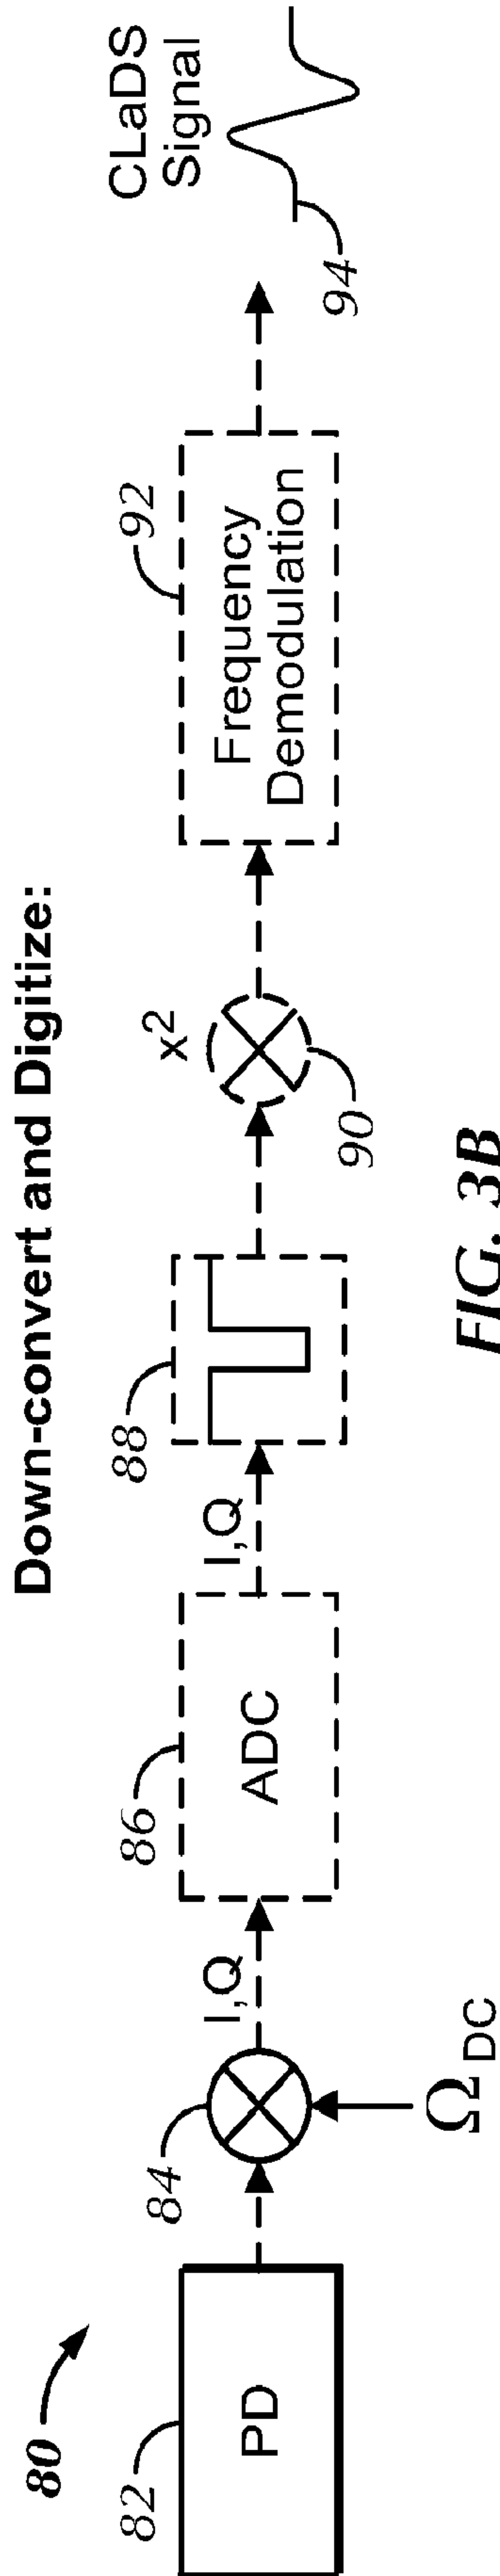 Down-convert and Digitize:
80
82
PD
84
Ω DC
I,Q
86
ADC
I,Q
88
x2
90
92
Frequency
Demodulation
CLaDS
Signal
94
FIG. 3B